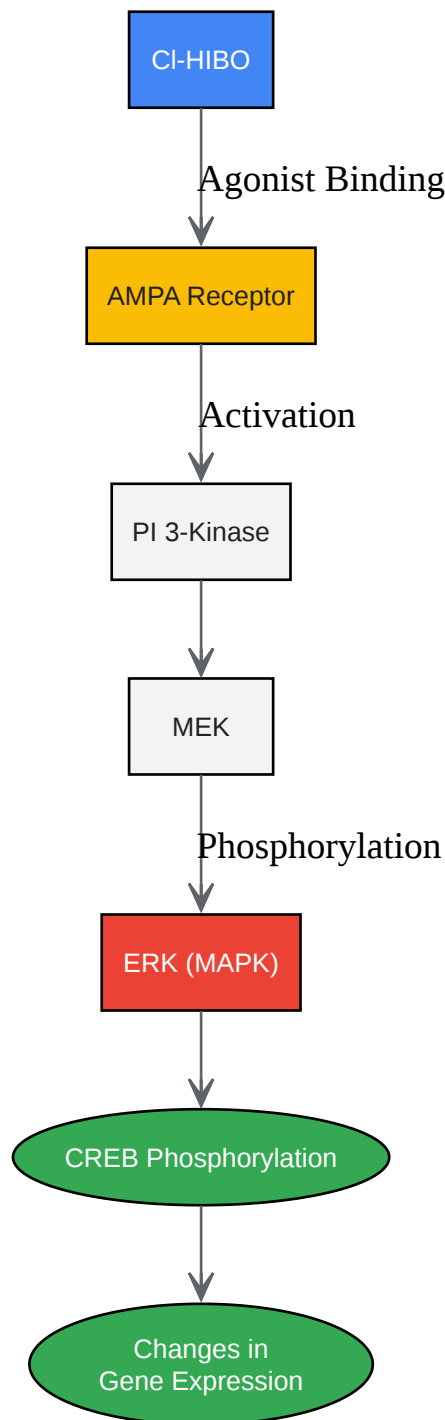 Cl-HIBO
Agonist Binding
AMPA Receptor
Activation
PI 3-Kinase
MEK
Phosphorylation
ERK (MAPK)
CREB Phosphorylation
Changes in
Gene Expression